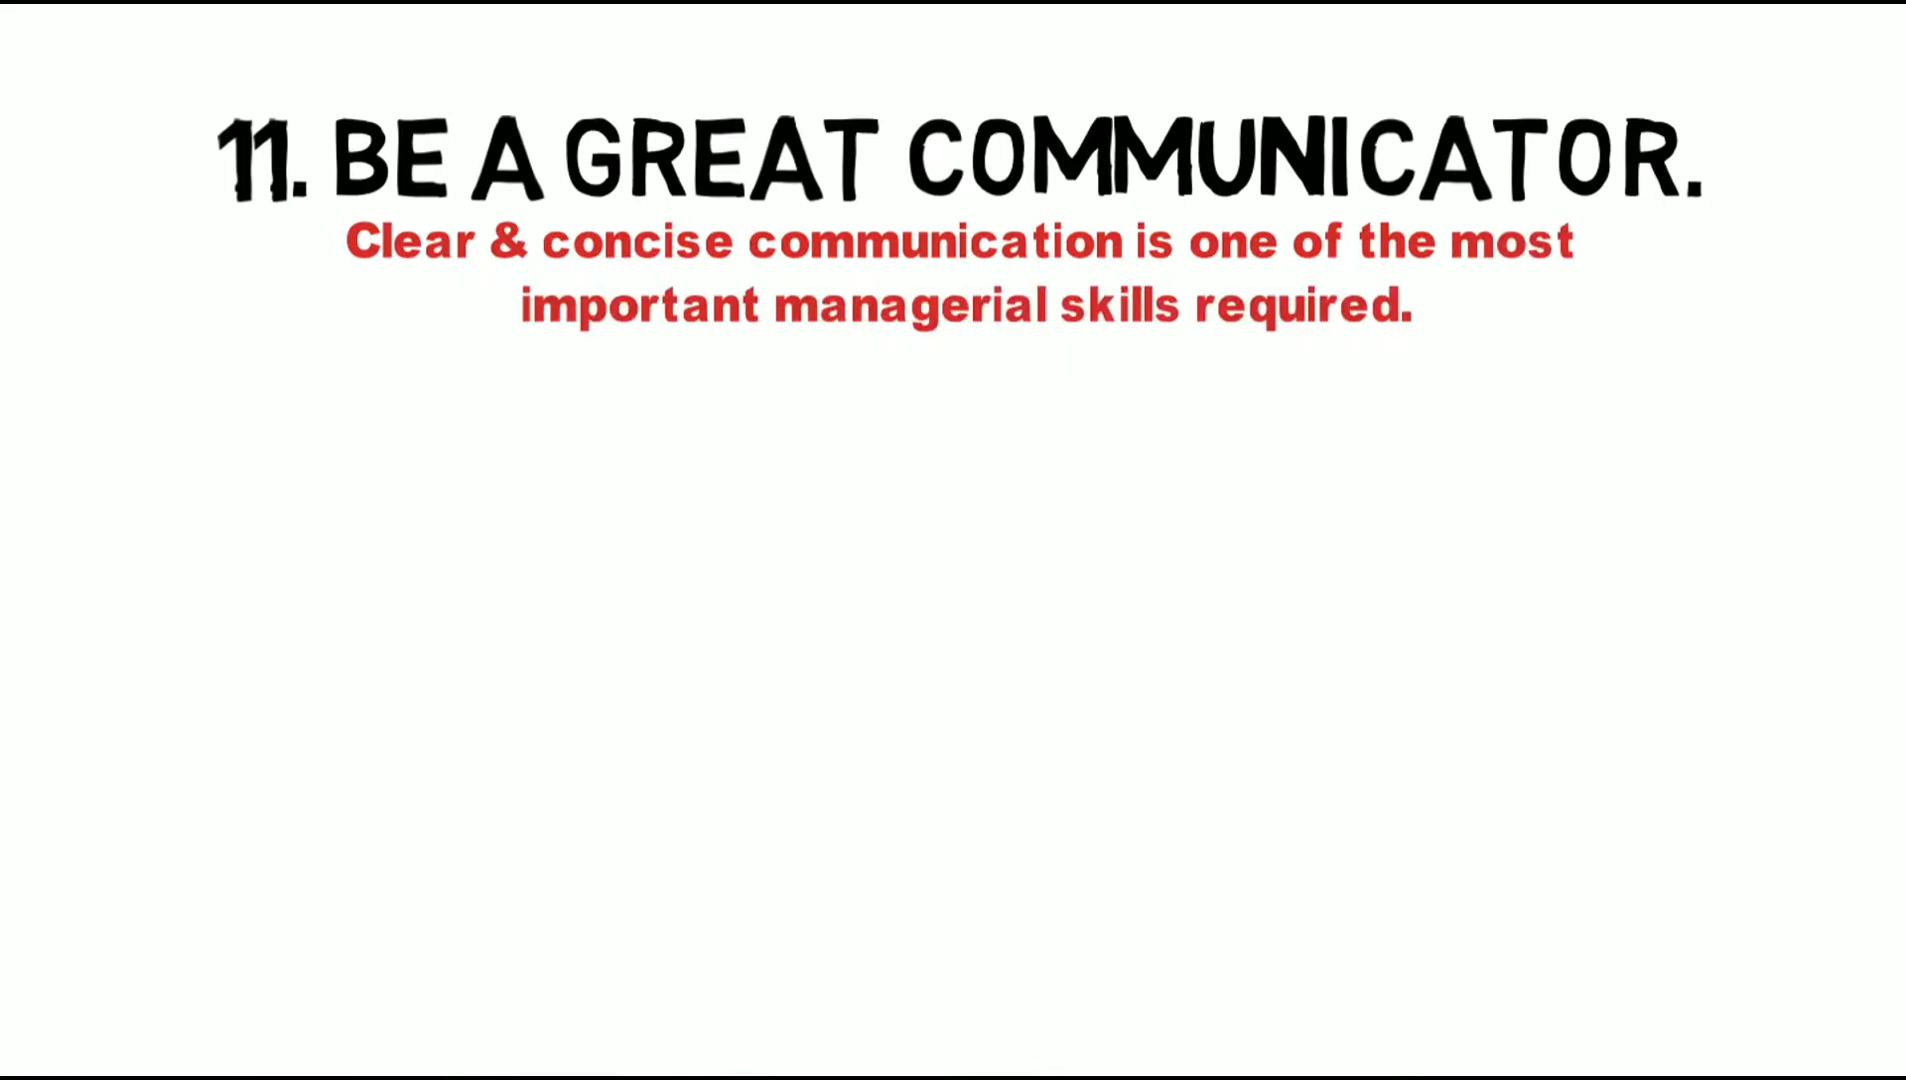 11. BE A GREAT COMMUNICATOR.
Clear & concise communication is one of the most
important managerial skills required.